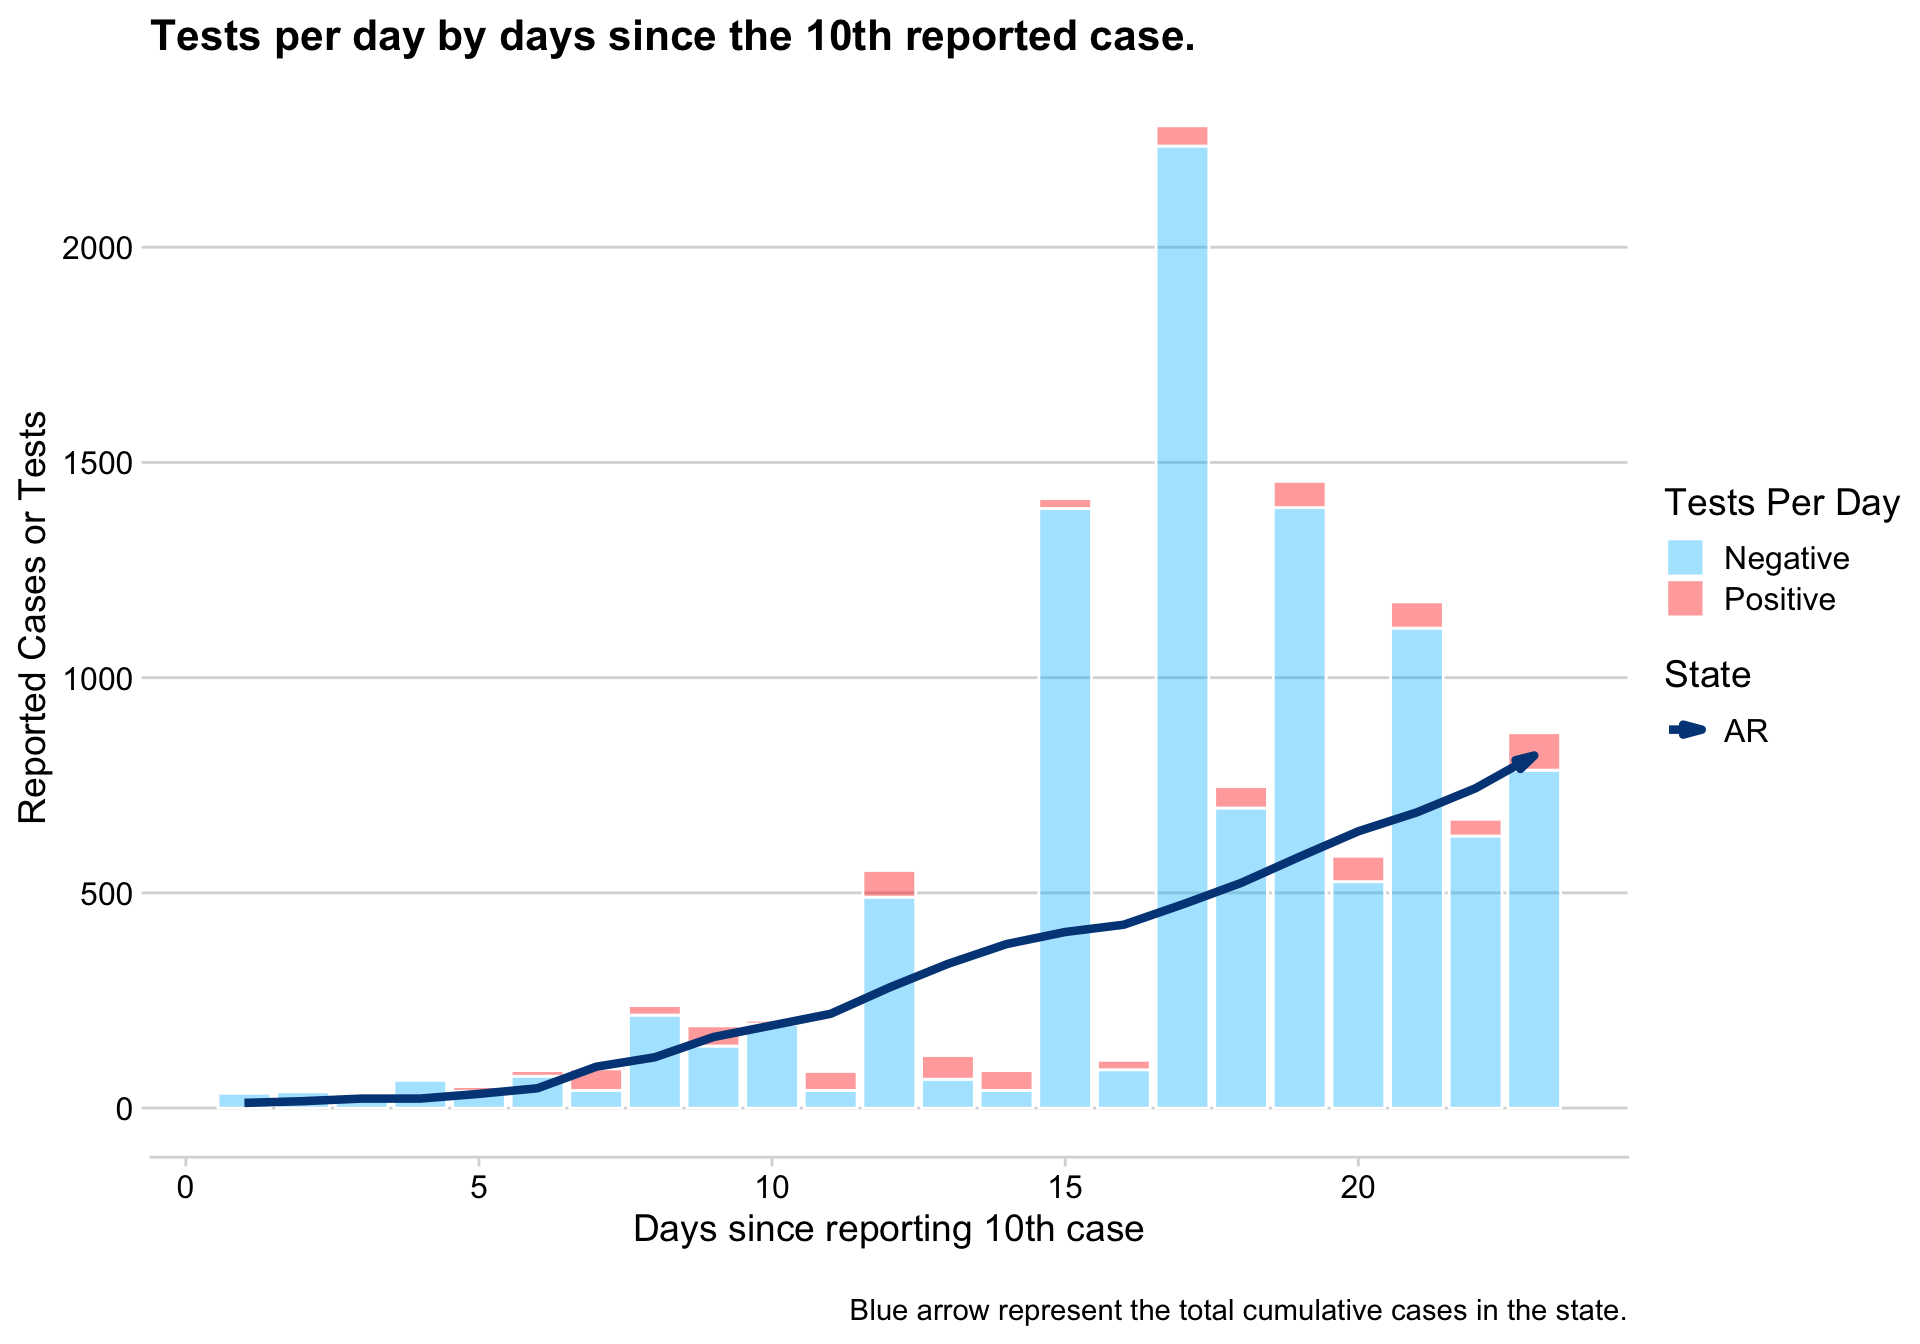 Tests per day by days since the 10th reported case.
Reported Cases or Tests
2000
1500
1000
500
0
0 5 10 15 20
Days since reporting 10th case
Tests Per Day
Negative
Positive
State
AR
Blue arrow represent the total cumulative cases in the state.